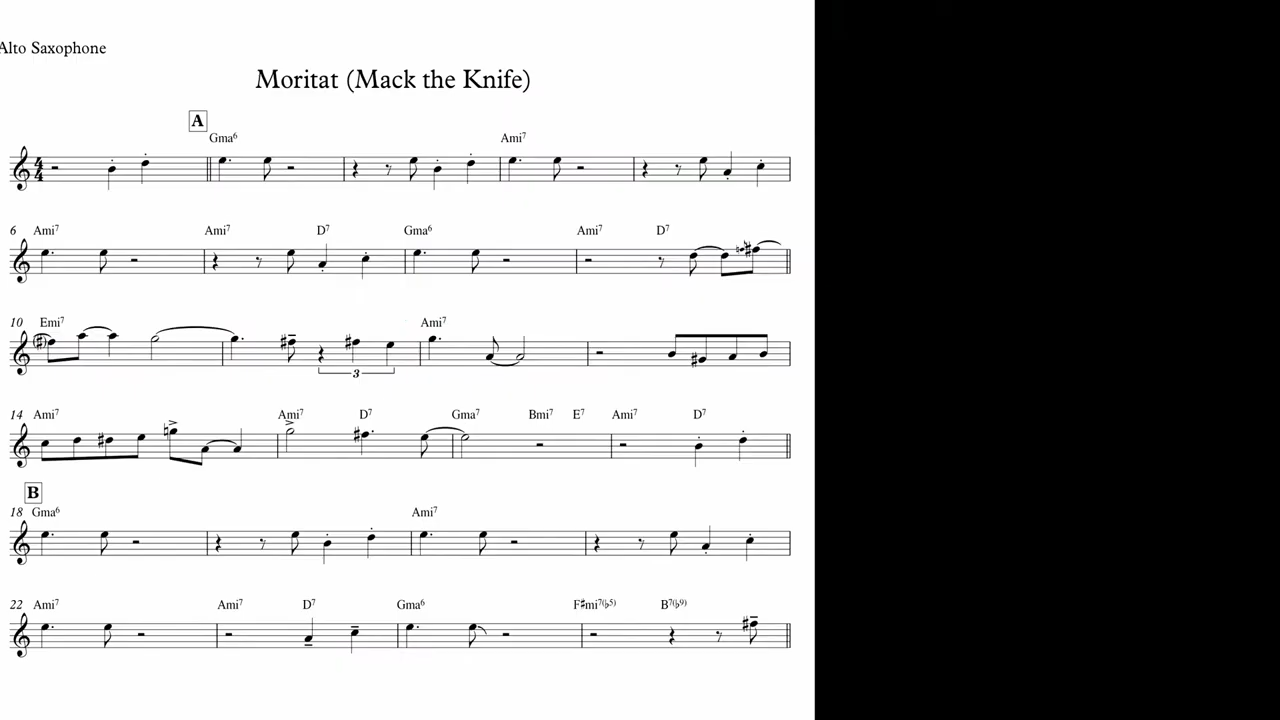 Alto Saxophone
Moritat (Mack the Knife)
A
Gma6 Ami7
6 Ami7 Ami7 D7 Gma6 Ami7 D7
10 Emi7 Ami7
3
14 Ami7 Ami7 D7 Gma7 Bmi7 E7 Ami7 D7
B
18 Gma6 Ami7
22 Ami7 Ami7 D7 Gma6 F♯mi7(♭5) B7(♭9)